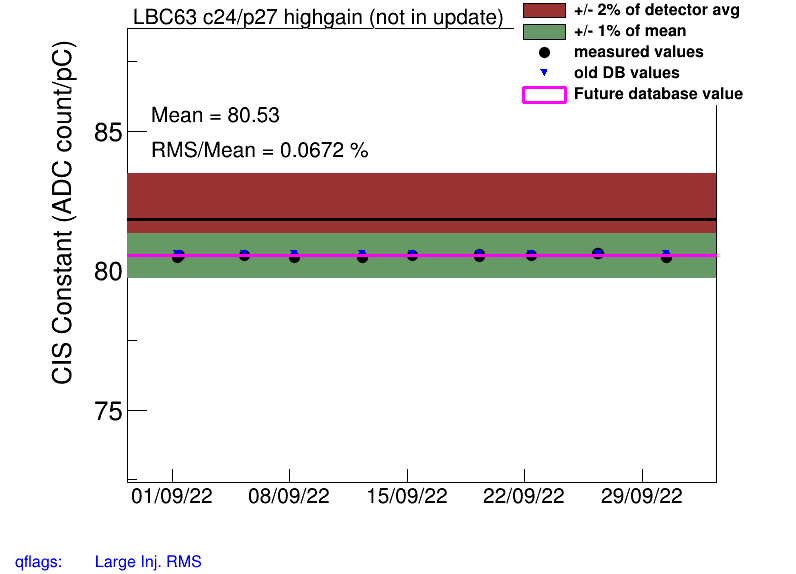 LBC63 c24/p27 highgain (not in update)
+/- 2% of detector avg
+/- 1% of mean
measured values
old DB values
Future database value
Mean = 80.53
RMS/Mean = 0.0672 %
CIS Constant (ADC count/pC)
85
80
75
01/09/22 08/09/22 15/09/22 22/09/22 29/09/22
qflags: Large Inj. RMS